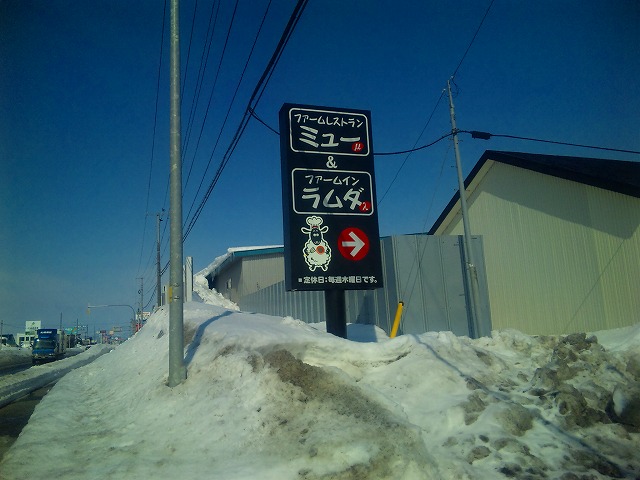 ファームレストラン
ミュー μ
&
ファームイン
ラムダ λ
※定休日:毎週水曜日です。